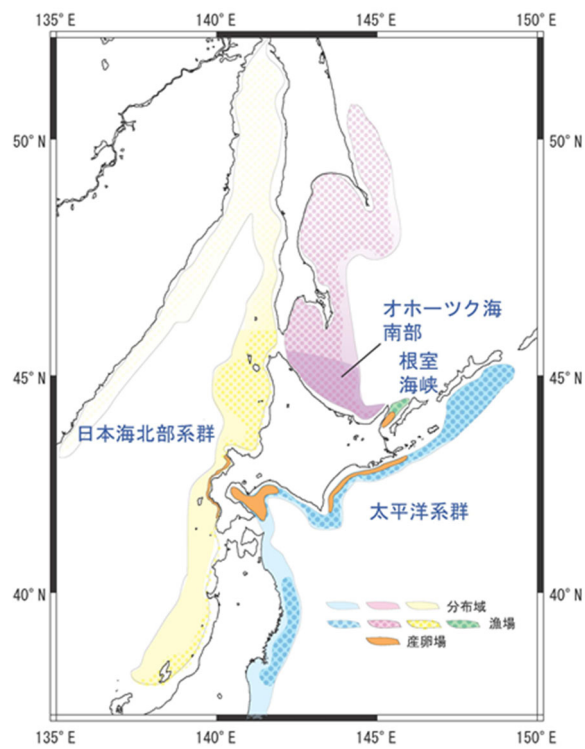 135° E
140° E
145° E
150° E
50° N
50° N
オホーツク海
南部
根室
海峡
45° N
45° N
日本海北部系群
太平洋系群
40° N
40° N
分布域
漁場
産卵場
135° E
140° E
145° E
150° E